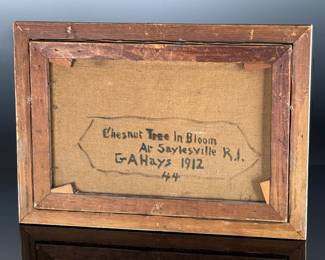 Chesnut Tree In Bloom
At Saylesville R.I.
G A Hays 1912
44